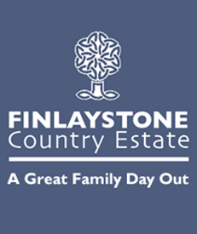 FINLAYSTONE
Country Estate
A Great Family Day Out